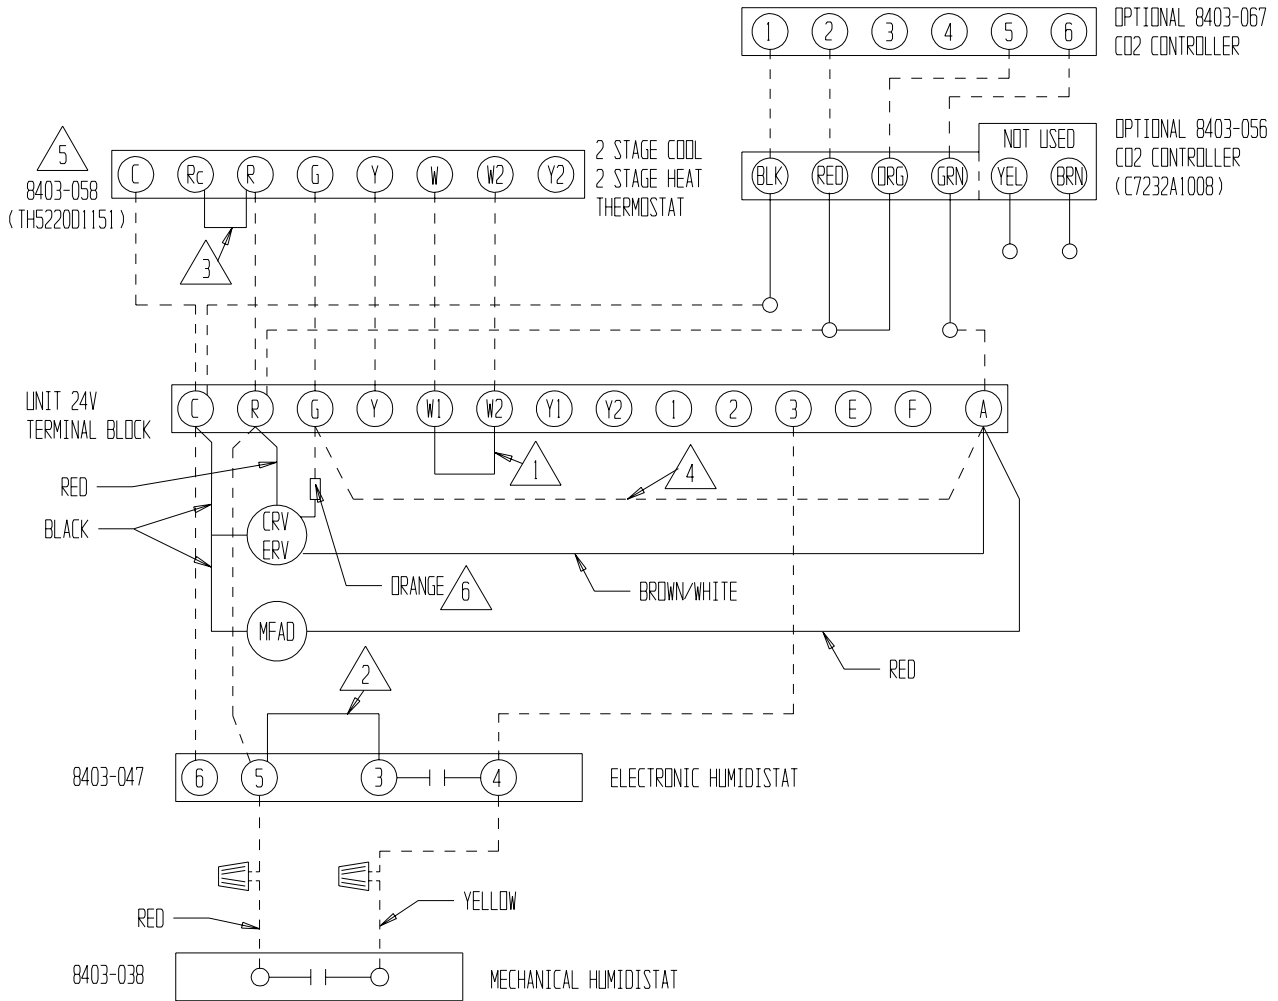 1 2 3 4 5 6
OPTIONAL 8403-067
CO2 CONTROLLER
5
8403-058
(TH5220D1151)
C Rc R G Y W W2 Y2
2 STAGE COOL
2 STAGE HEAT
THERMOSTAT
NOT USED
BLK RED ORG GRN YEL BRN
OPTIONAL 8403-056
CO2 CONTROLLER
(C7232A1008)
3
UNIT 24V
TERMINAL BLOCK
C R G Y W1 W2 Y1 Y2 1 2 3 E F A
1
4
RED
BLACK
CRV
ERV
ORANGE
6
BROWN/WHITE
MFAD
RED
2
8403-047
6 5 3 4
ELECTRONIC HUMIDISTAT
RED
YELLOW
8403-038
MECHANICAL HUMIDISTAT